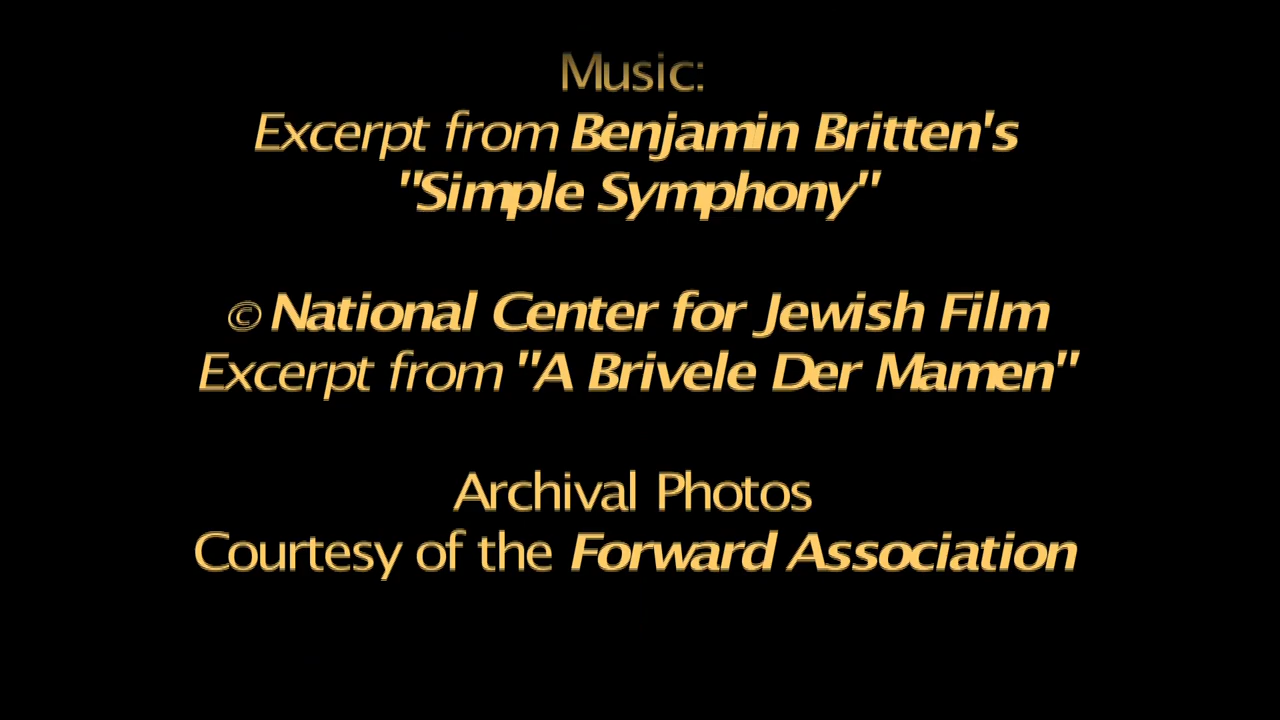 Music:
Excerpt from Benjamin Britten's
"Simple Symphony"
© National Center for Jewish Film
Excerpt from "A Brivele Der Mamen"
Archival Photos
Courtesy of the Forward Association